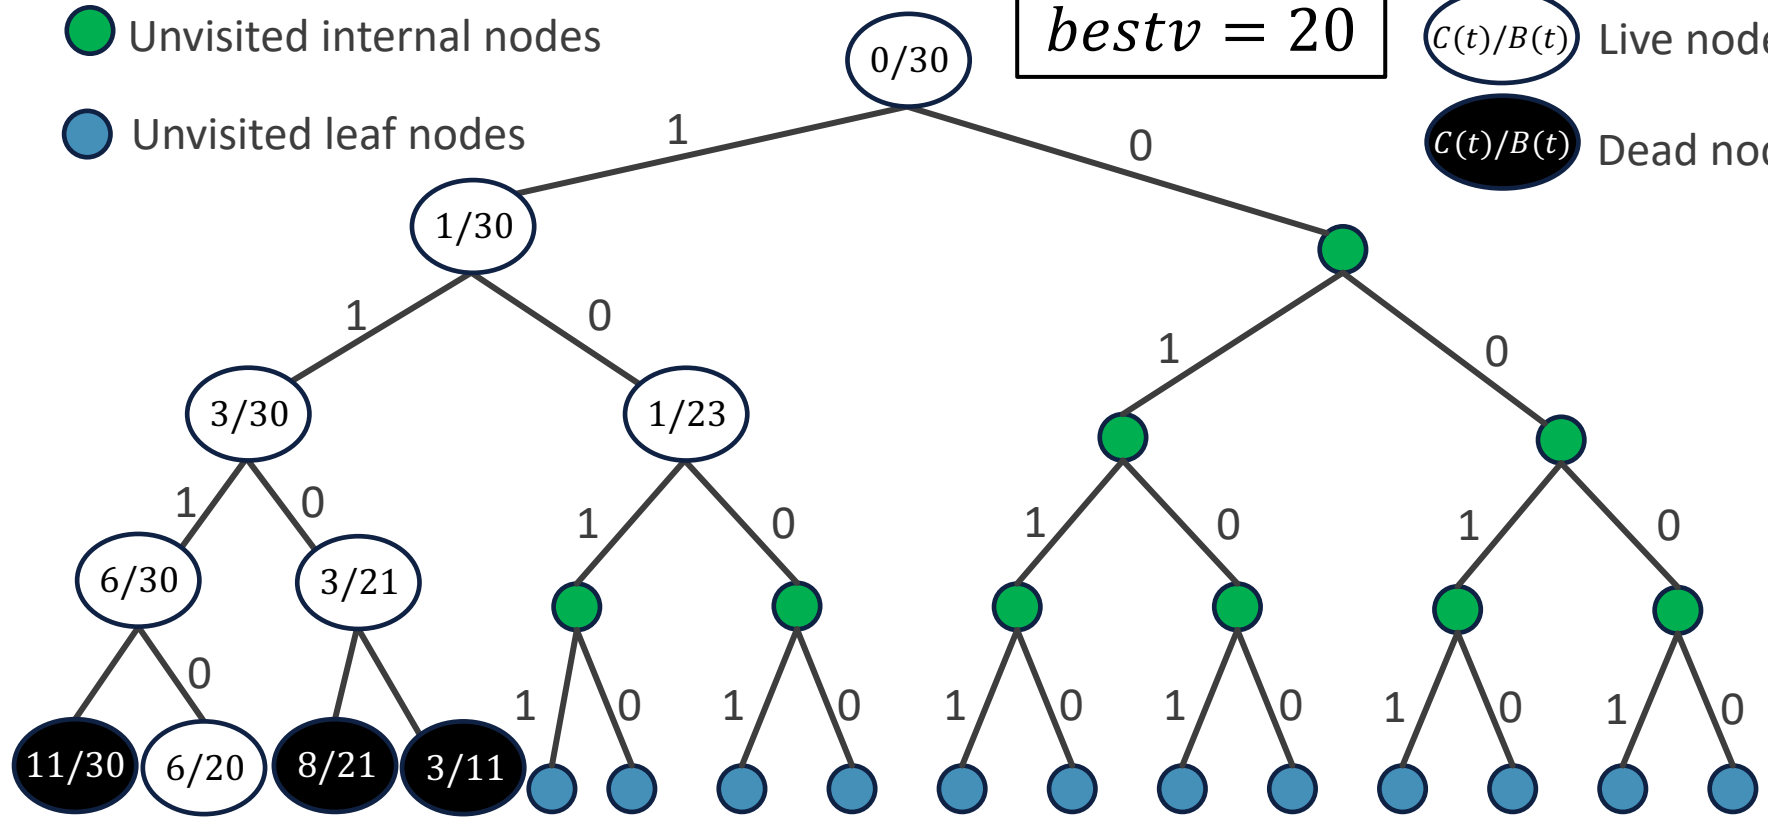 Unvisited internal nodes
Unvisited leaf nodes
bestv = 20
C(t)/B(t) Live
C(t)/B(t) Dead
0/30
1 0
1/30
1 0 1 0
3/30 1/23
1 0 1 0 1 0 1 0
6/30 3/21
0 1 0 1 0 1 0 1 0 1 0 1 0
11/30 6/20 8/21 3/11